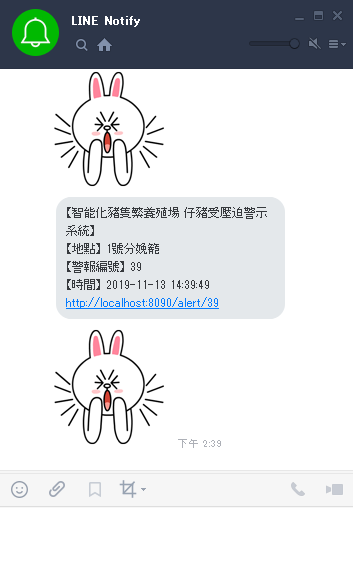 LINE Notify
【智能化豬隻繁養殖場 仔豬受壓迫警示
系統】
【地點】1號分娩籠
【警報編號】39
【時間】2019-11-13 14:39:49
http://localhost:8090/alert/39
下午 2:39